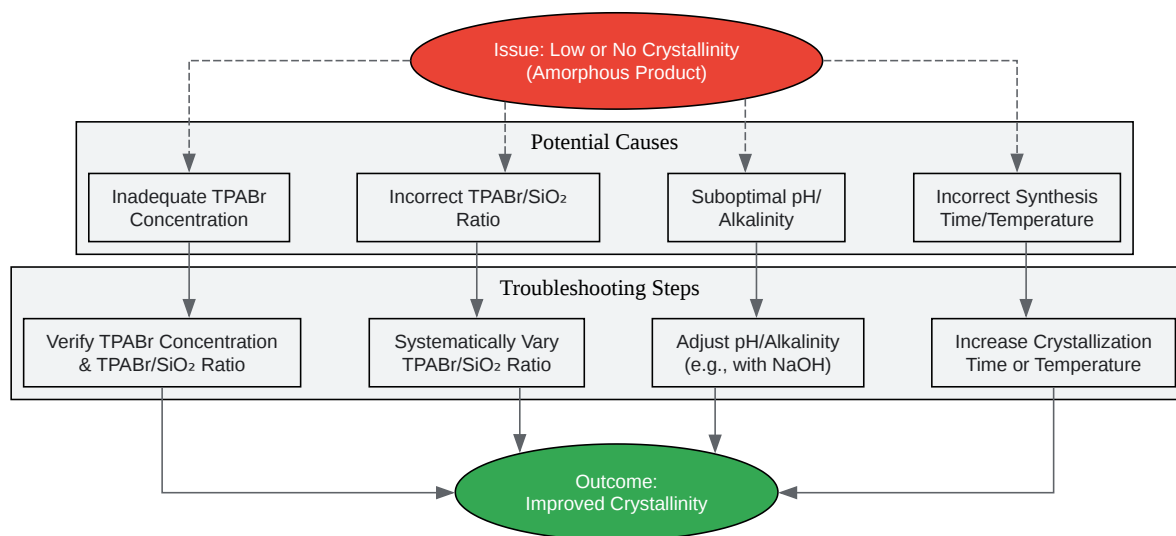 Issue: Low or No Crystallinity
(Amorphous Product)
Potential Causes
Inadequate TPABr
Concentration
Incorrect TPABr/SiO₂
Ratio
Suboptimal pH/
Alkalinity
Incorrect Synthesis
Time/Temperature
Troubleshooting Steps
Verify TPABr Concentration
& TPABr/SiO₂ Ratio
Systematically Vary
TPABr/SiO₂ Ratio
Adjust pH/Alkalinity
(e.g., with NaOH)
Increase Crystallization
Time or Temperature
Outcome:
Improved Crystallinity